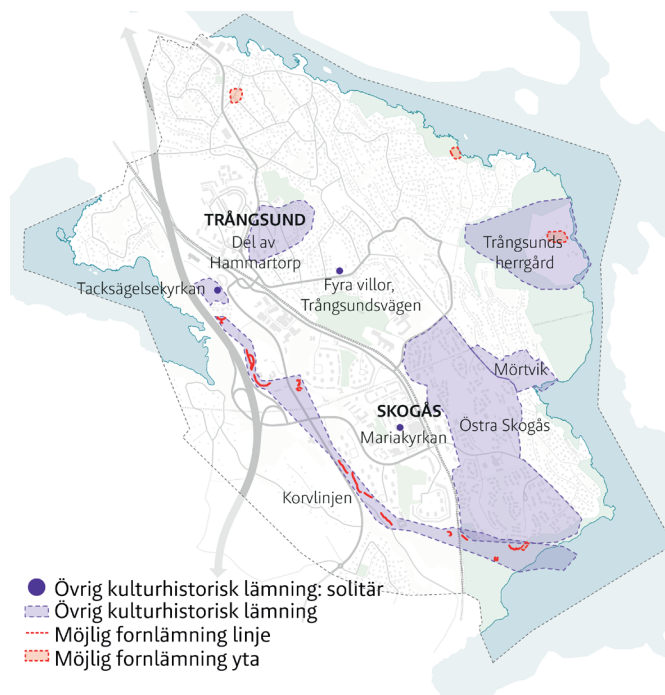 TRÅNGSUND
Del av
Hammartorp
Trångsunds
herrgård
Tacksägelsekyrkan
Fyra villor,
Trångsundsvägen
Mörtvik
SKOGÅS
Mariakyrkan
Östra Skogås
Korvlinjen
Övrig kulturhistorisk lämning: solitär
Övrig kulturhistorisk lämning
Möjlig fornlämning linje
Möjlig fornlämning yta